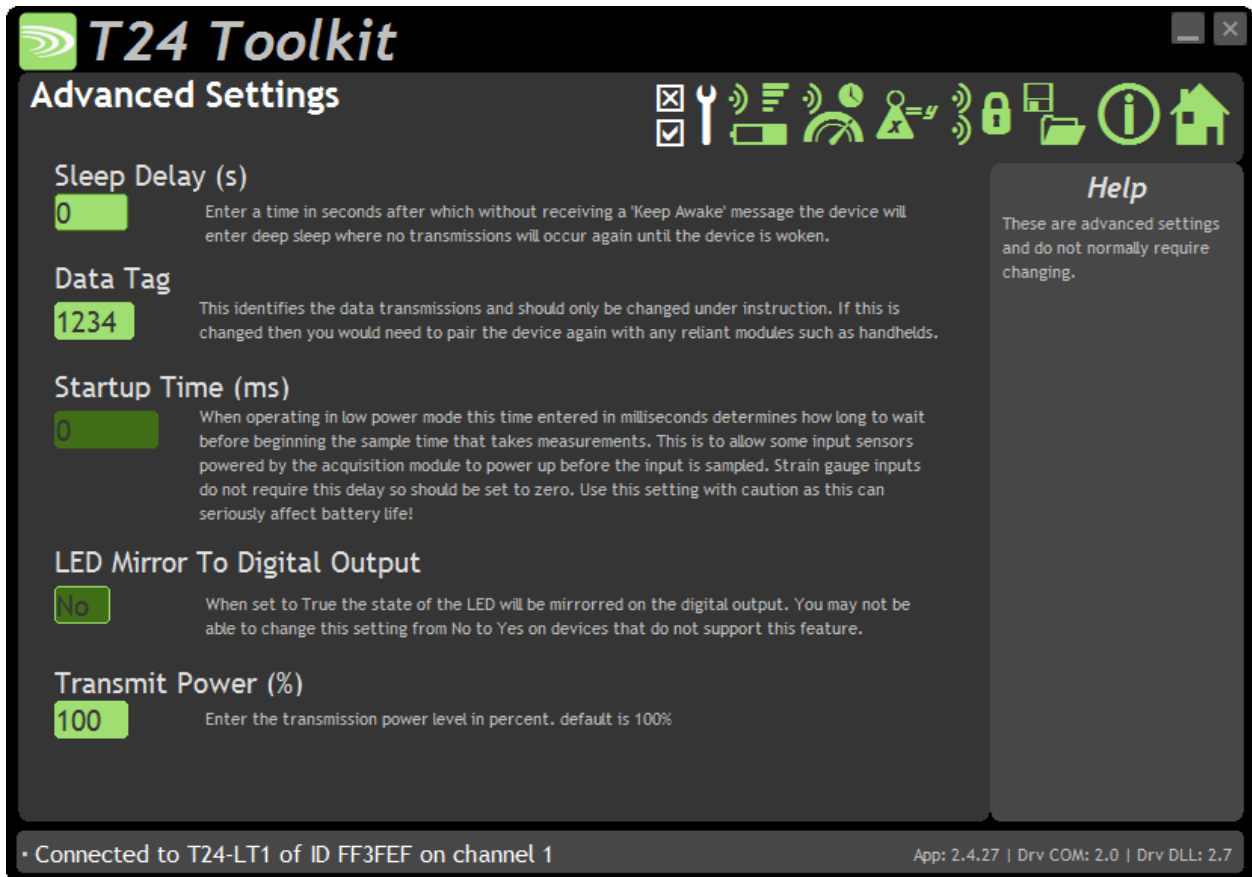 T24 Toolkit
Advanced Settings
x=y
Sleep Delay (s)
0
Enter a time in seconds after which without receiving a 'Keep Awake' message the device will
enter deep sleep where no transmissions will occur again until the device is woken.
Data Tag
1234
This identifies the data transmissions and should only be changed under instruction. If this is
changed then you would need to pair the device again with any reliant modules such as handhelds.
Startup Time (ms)
0
When operating in low power mode this time entered in milliseconds determines how long to wait
before beginning the sample time that takes measurements. This is to allow some input sensors
powered by the acquisition module to power up before the input is sampled. Strain gauge inputs
do not require this delay so should be set to zero. Use this setting with caution as this can
seriously affect battery life!
LED Mirror To Digital Output
No
When set to True the state of the LED will be mirrorred on the digital output. You may not be
able to change this setting from No to Yes on devices that do not support this feature.
Transmit Power (%)
100
Enter the transmission power level in percent. default is 100%
Help
These are advanced settings
and do not normally require
changing.
Connected to T24-LT1 of ID FF3FEF on channel 1
App: 2.4.27 | Drv COM: 2.0 | Drv DLL: 2.7